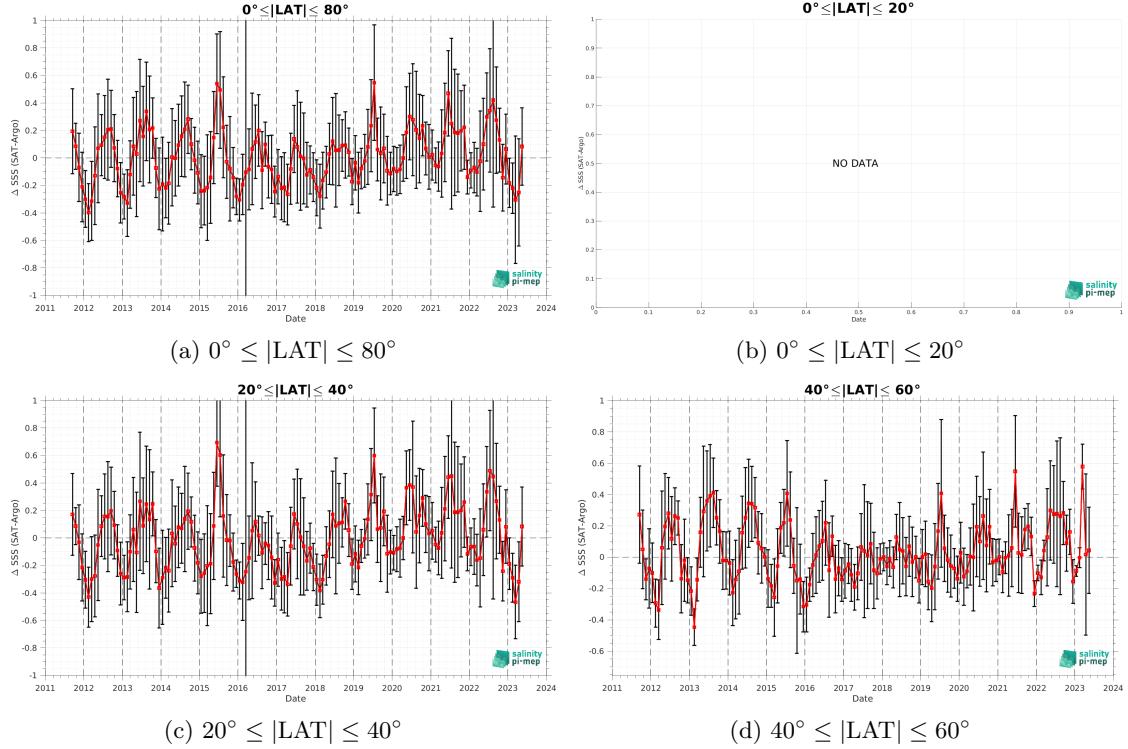 0°≤|LAT|≤ 80°
Δ SSS (SAT-Argo)
1
0.8
0.6
0.4
0.2
0
-0.2
-0.4
-0.6
-0.8
-1
2011 2012 2013 2014 2015 2016 2017 2018 2019 2020 2021 2022 2023 2024
Date
salinity
pi-mep
(a) 0° ≤ |LAT| ≤ 80°
0°≤|LAT|≤ 20°
Δ SSS (SAT-Argo)
1
0.9
0.8
0.7
0.6
0.5
0.4
0.3
0.2
0.1
0
NO DATA
0 0.1 0.2 0.3 0.4 0.5 0.6 0.7 0.8 0.9 1
Date
salinity
pi-mep
(b) 0° ≤ |LAT| ≤ 20°
20°≤|LAT|≤ 40°
Δ SSS (SAT-Argo)
1
0.8
0.6
0.4
0.2
0
-0.2
-0.4
-0.6
-0.8
-1
2011 2012 2013 2014 2015 2016 2017 2018 2019 2020 2021 2022 2023 2024
Date
salinity
pi-mep
(c) 20° ≤ |LAT| ≤ 40°
40°≤|LAT|≤ 60°
Δ SSS (SAT-Argo)
1
0.8
0.6
0.4
0.2
0
-0.2
-0.4
-0.6
2011 2012 2013 2014 2015 2016 2017 2018 2019 2020 2021 2022 2023 2024
Date
salinity
pi-mep
(d) 40° ≤ |LAT| ≤ 60°